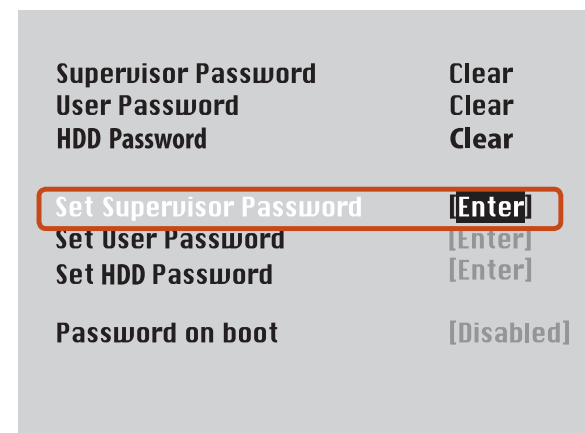 Supervisor Password Clear
User Password Clear
HDD Password Clear
Set Supervisor Password [Enter]
Set User Password [Enter]
Set HDD Password [Enter]
Password on boot [Disabled]